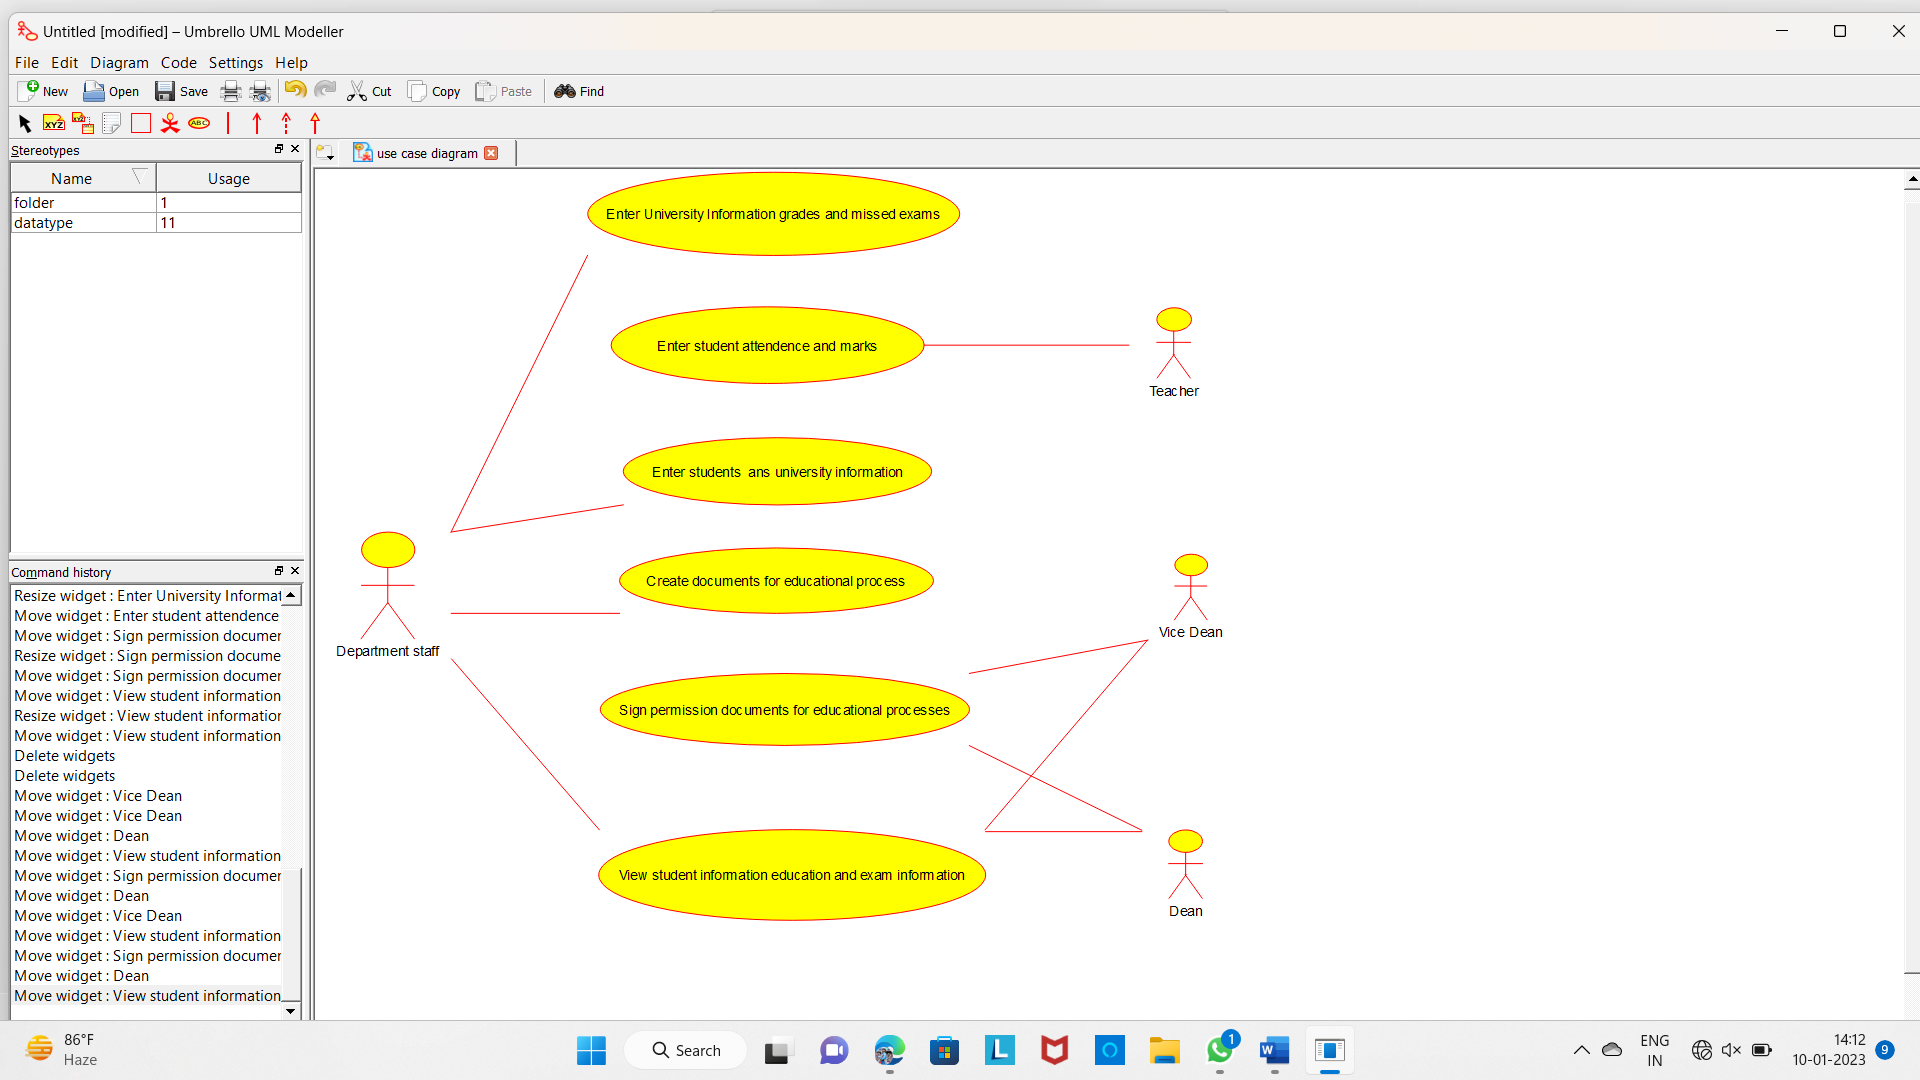 Untitled [modified] – Umbrello UML Modeller
File Edit Diagram Code Settings Help
New Open Save Cut Copy Paste Find
XYZ XYZ ABC
Stereotypes
use case diagram
Name Usage
folder 1
datatype 11
Enter University Information grades and missed exams
Enter student attendence and marks
Teacher
Enter students ans university information
Create documents for educational process
Department staff
Vice Dean
Sign permission documents for educational processes
View student information education and exam information
Dean
Command history
Resize widget : Enter University Informat
Move widget : Enter student attendence
Move widget : Sign permission documer
Resize widget : Sign permission docume
Move widget : Sign permission documer
Move widget : View student information
Resize widget : View student informatior
Move widget : View student information
Delete widgets
Delete widgets
Move widget : Vice Dean
Move widget : Vice Dean
Move widget : Dean
Move widget : View student information
Move widget : Sign permission documer
Move widget : Dean
Move widget : Vice Dean
Move widget : View student information
Move widget : Sign permission documer
Move widget : Dean
Move widget : View student information
86°F
Haze
Search
L
1
W
ENG
IN
14:12
10-01-2023
9